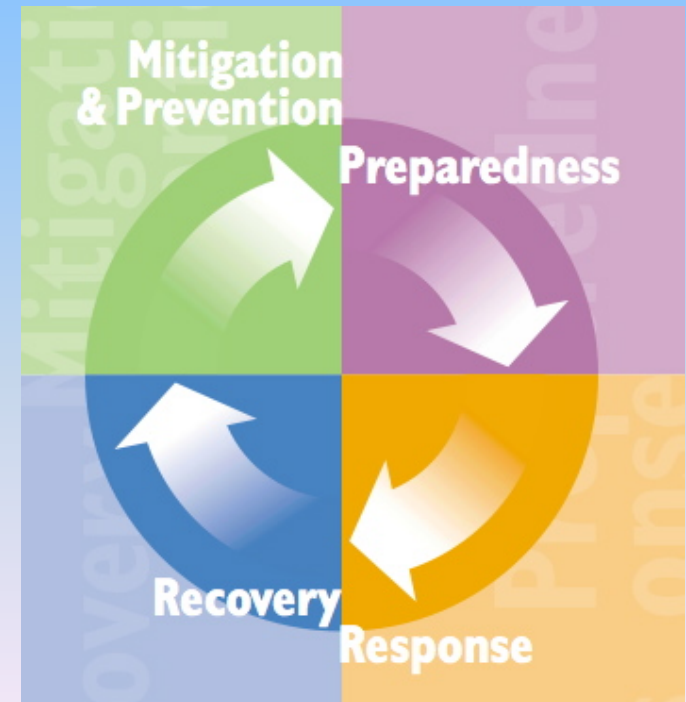 Mitigation
& Prevention
Preparedness
Recovery
Response